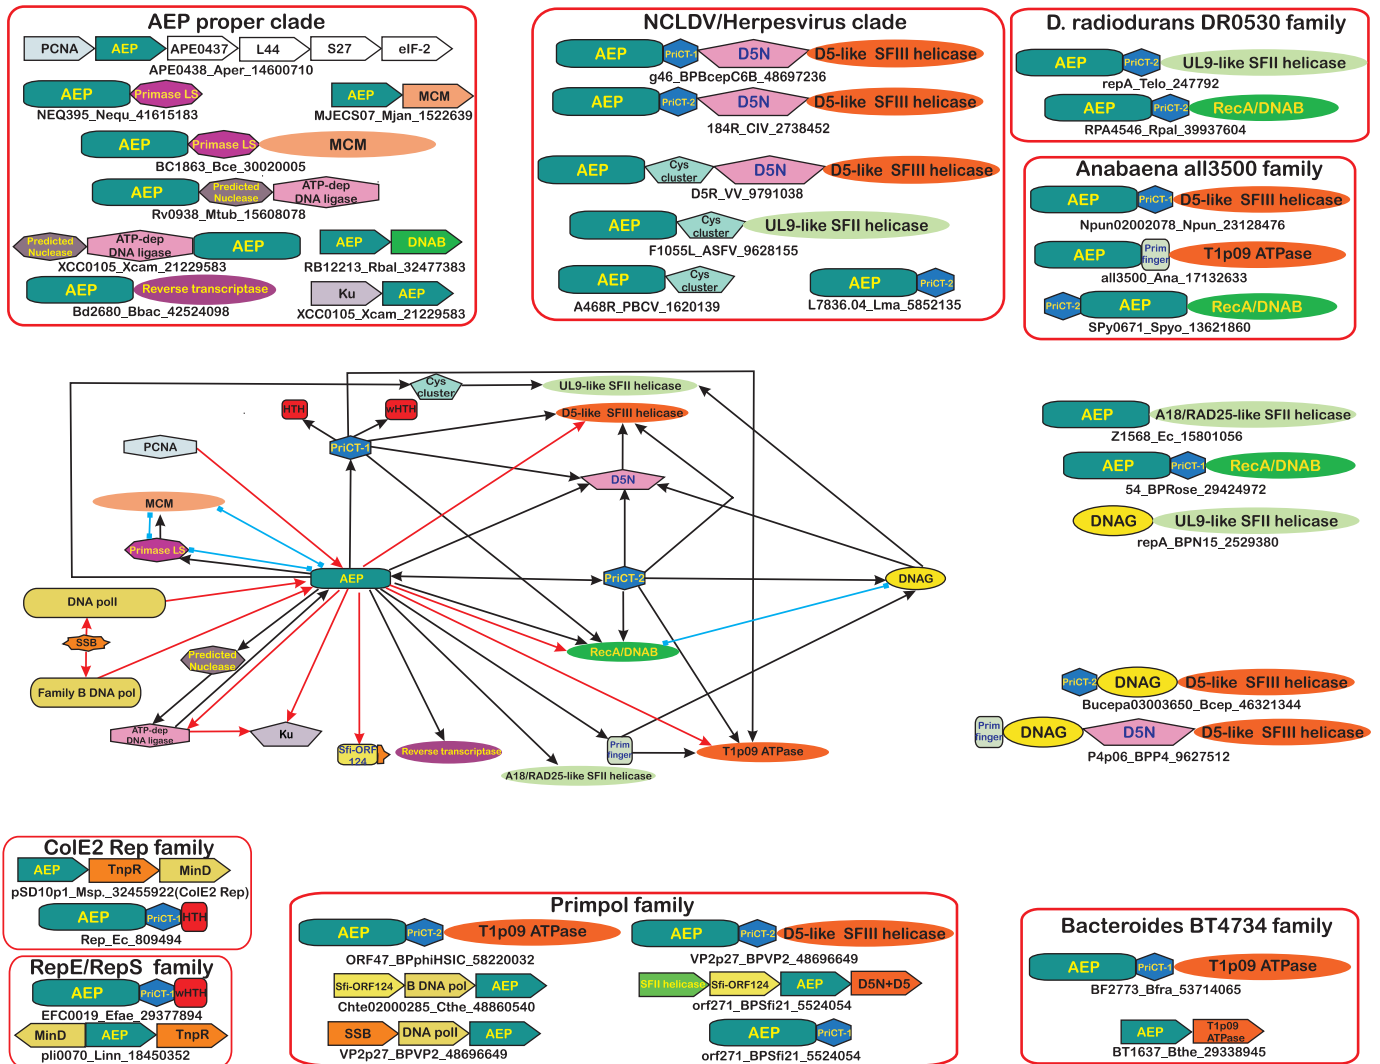 AEP proper clade
PCNA AEP APE0437 L44 S27 eIF-2
APE0438_Aper_14600710
AEP Primase LS
NEQ395_Nequ_41615183
AEP MCM
MJECS07_Mjan_1522639
AEP Primase LS MCM
BC1863_Bce_30020005
AEP Predicted Nuclease ATP-dep DNA ligase
Rv0938_Mtub_15608078
Predicted Nuclease ATP-dep DNA ligase AEP
XCC0105_Xcam_21229583
AEP DNAB
RB12213_Rbal_32477383
AEP Reverse transcriptase
Bd2680_Bbac_42524098
Ku AEP
XCC0105_Xcam_21229583
NCLDV/Herpesvirus clade
AEP PriCT-1 D5N D5-like SFIII helicase
g46_BPBcepC6B_48697236
AEP PriCT-2 D5N D5-like SFIII helicase
184R_CIV_2738452
AEP Cys cluster D5N D5-like SFIII helicase
D5R_VV_9791038
AEP Cys cluster UL9-like SFII helicase
F1055L_ASFV_9628155
AEP Cys cluster
A468R_PBCV_1620139
AEP PriCT-2
L7836.04_Lma_5852135
D. radiodurans DR0530 family
AEP PriCT-2 UL9-like SFII helicase
repA_Telo_247792
AEP PriCT-2 RecA/DNAB
RPA4546_Rpal_39937604
Anabaena all3500 family
AEP PriCT-1 D5-like SFIII helicase
Npun02002078_Npun_23128476
AEP Prim finger T1p09 ATPase
all3500_Ana_17132633
PriCT-2 AEP RecA/DNAB
SPy0671_Spyo_13621860
AEP A18/RAD25-like SFII helicase
Z1568_Ec_15801056
AEP PriCT-1 RecA/DNAB
54_BPRose_29424972
DNAG UL9-like SFII helicase
repA_BPN15_2529380
PriCT-2 DNAG D5-like SFIII helicase
Bucepa03003650_Bcep_46321344
Prim finger DNAG D5N D5-like SFIII helicase
P4p06_BPP4_9627512
Cys cluster
UL9-like SFII helicase
HTH
wHTH
D5-like SFIII helicase
PCNA
PriCT-1
D5N
MCM
Primase LS
AEP
PriCT-2
DNAG
DNA polI
SSB
Predicted Nuclease
RecA/DNAB
Family B DNA pol
ATP-dep DNA ligase
Ku
Sfi-ORF 124
Reverse transcriptase
Prim finger
T1p09 ATPase
A18/RAD25-like SFII helicase
ColE2 Rep family
AEP TnpR MinD
pSD10p1_Msp._32455922(ColE2 Rep)
AEP PriCT-1 HTH
Rep_Ec_809494
RepE/RepS family
AEP PriCT-1 wHTH
EFC0019_Efae_29377894
MinD AEP TnpR
pli0070_Linn_18450352
Primpol family
AEP PriCT-2 T1p09 ATPase
ORF47_BPphiHSIC_58220032
AEP PriCT-2 D5-like SFIII helicase
VP2p27_BPVP2_48696649
Sfi-ORF124 B DNA pol AEP
Chte02000285_Cthe_48860540
SFII helicase Sfi-ORF124 AEP D5N+D5
orf271_BPSfi21_5524054
SSB DNA polI AEP
VP2p27_BPVP2_48696649
AEP PriCT-1
orf271_BPSfi21_5524054
Bacteroides BT4734 family
AEP PriCT-1 T1p09 ATPase
BF2773_Bfra_53714065
AEP T1p09 ATPase
BT1637_Bthe_29338945